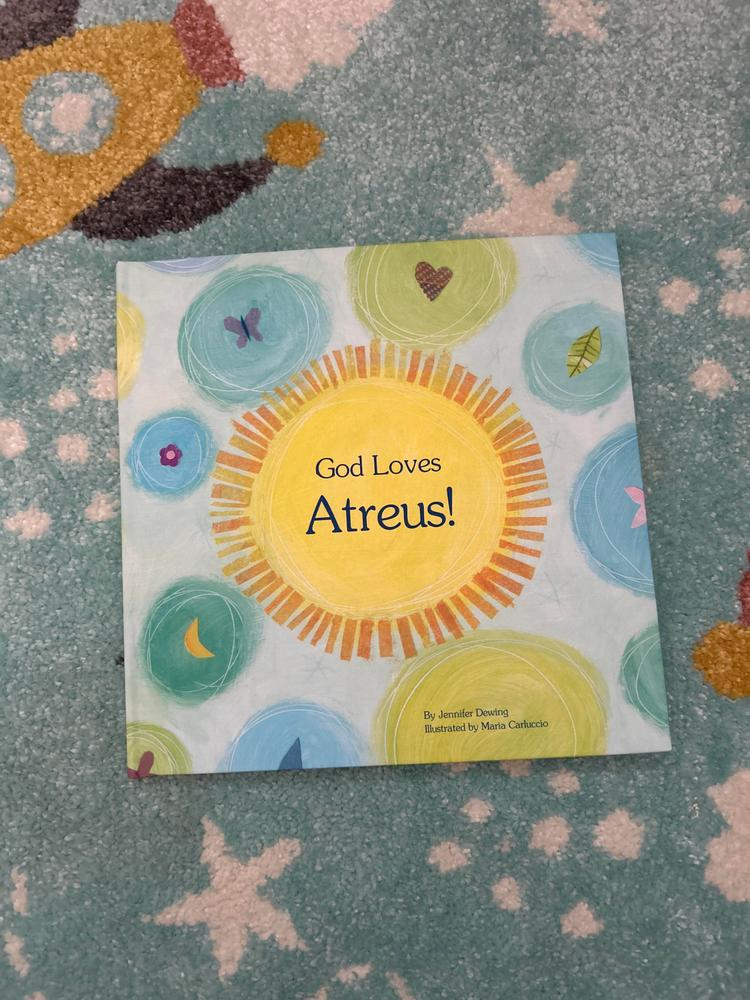 God Loves
Atreus!
By Jennifer Dewing
Illustrated by Maria Carluccio